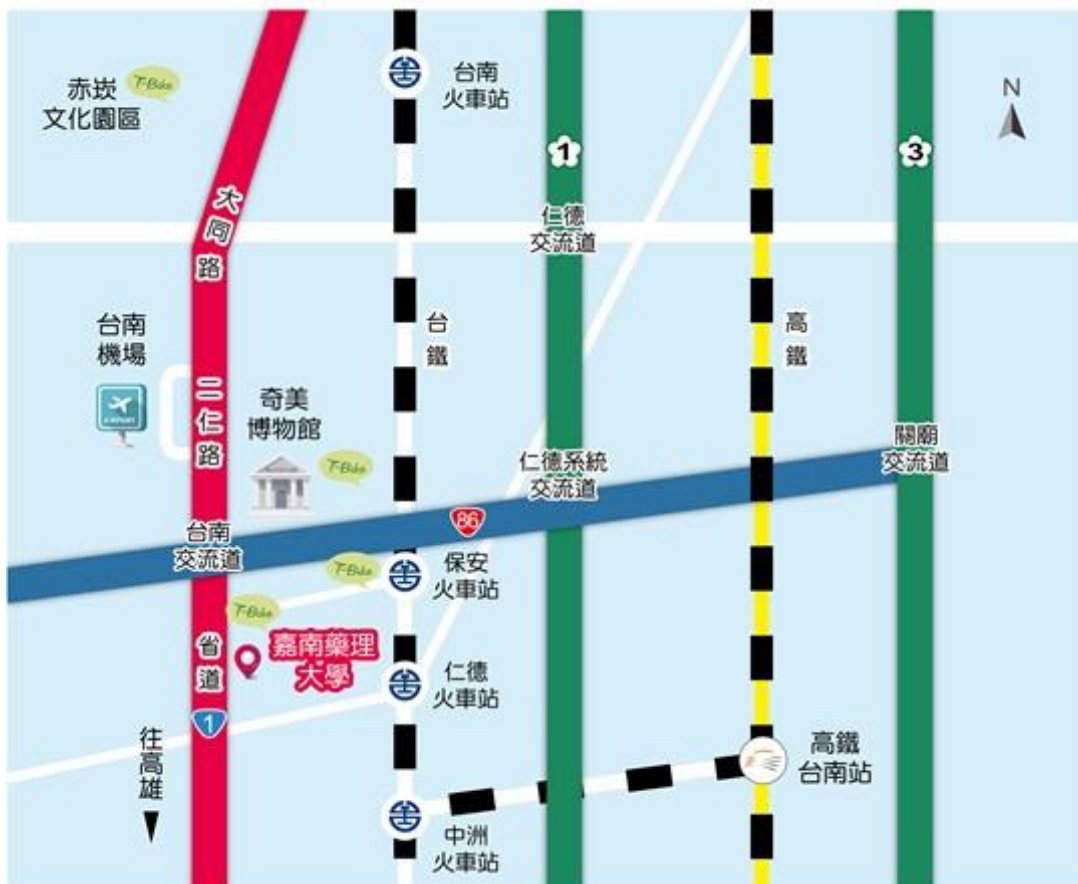 台南
火車站
N
赤崁
文化園區
T-Bike
1
3
大同路
仁德
交流道
台鐵
高鐵
台南
機場
AIRPORT
二仁路
奇美
博物館
T-Bike
關廟
交流道
仁德系統
交流道
86
台南
交流道
T-Bike
保安
火車站
T-Bike
省道
嘉南藥理
大學
仁德
火車站
1
往高雄
高鐵
台南站
中洲
火車站